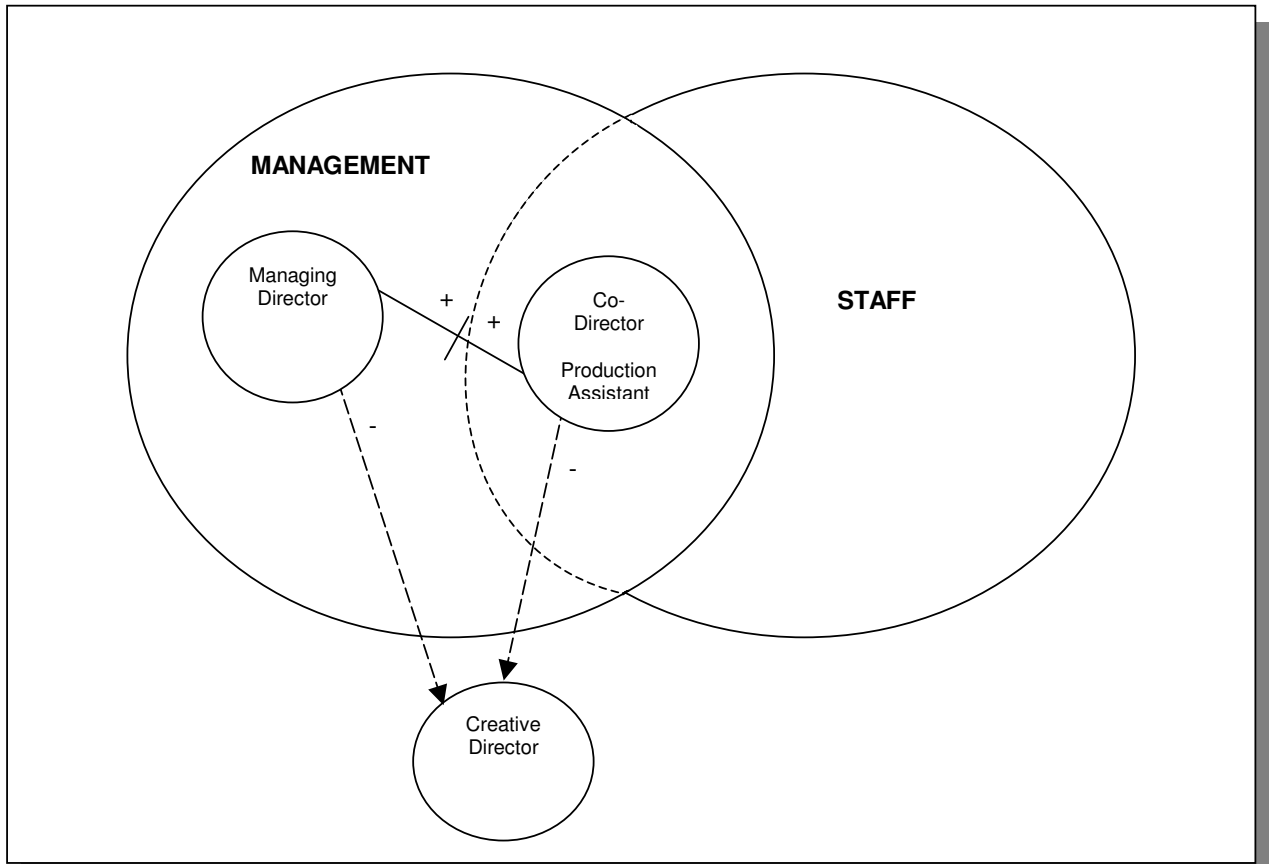 MANAGEMENT
Managing
Director
+
+
Co-
Director
Production
Assistant
STAFF
-
-
Creative
Director